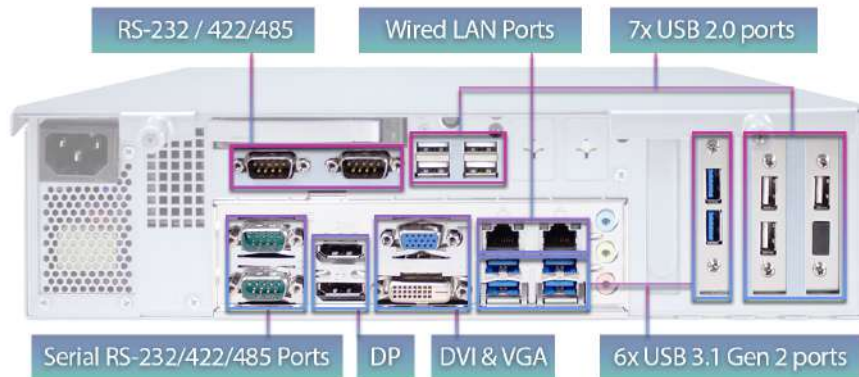 RS-232 / 422/485
Wired LAN Ports
7x USB 2.0 ports
Serial RS-232/422/485 Ports
DP
DVI & VGA
6x USB 3.1 Gen 2 ports